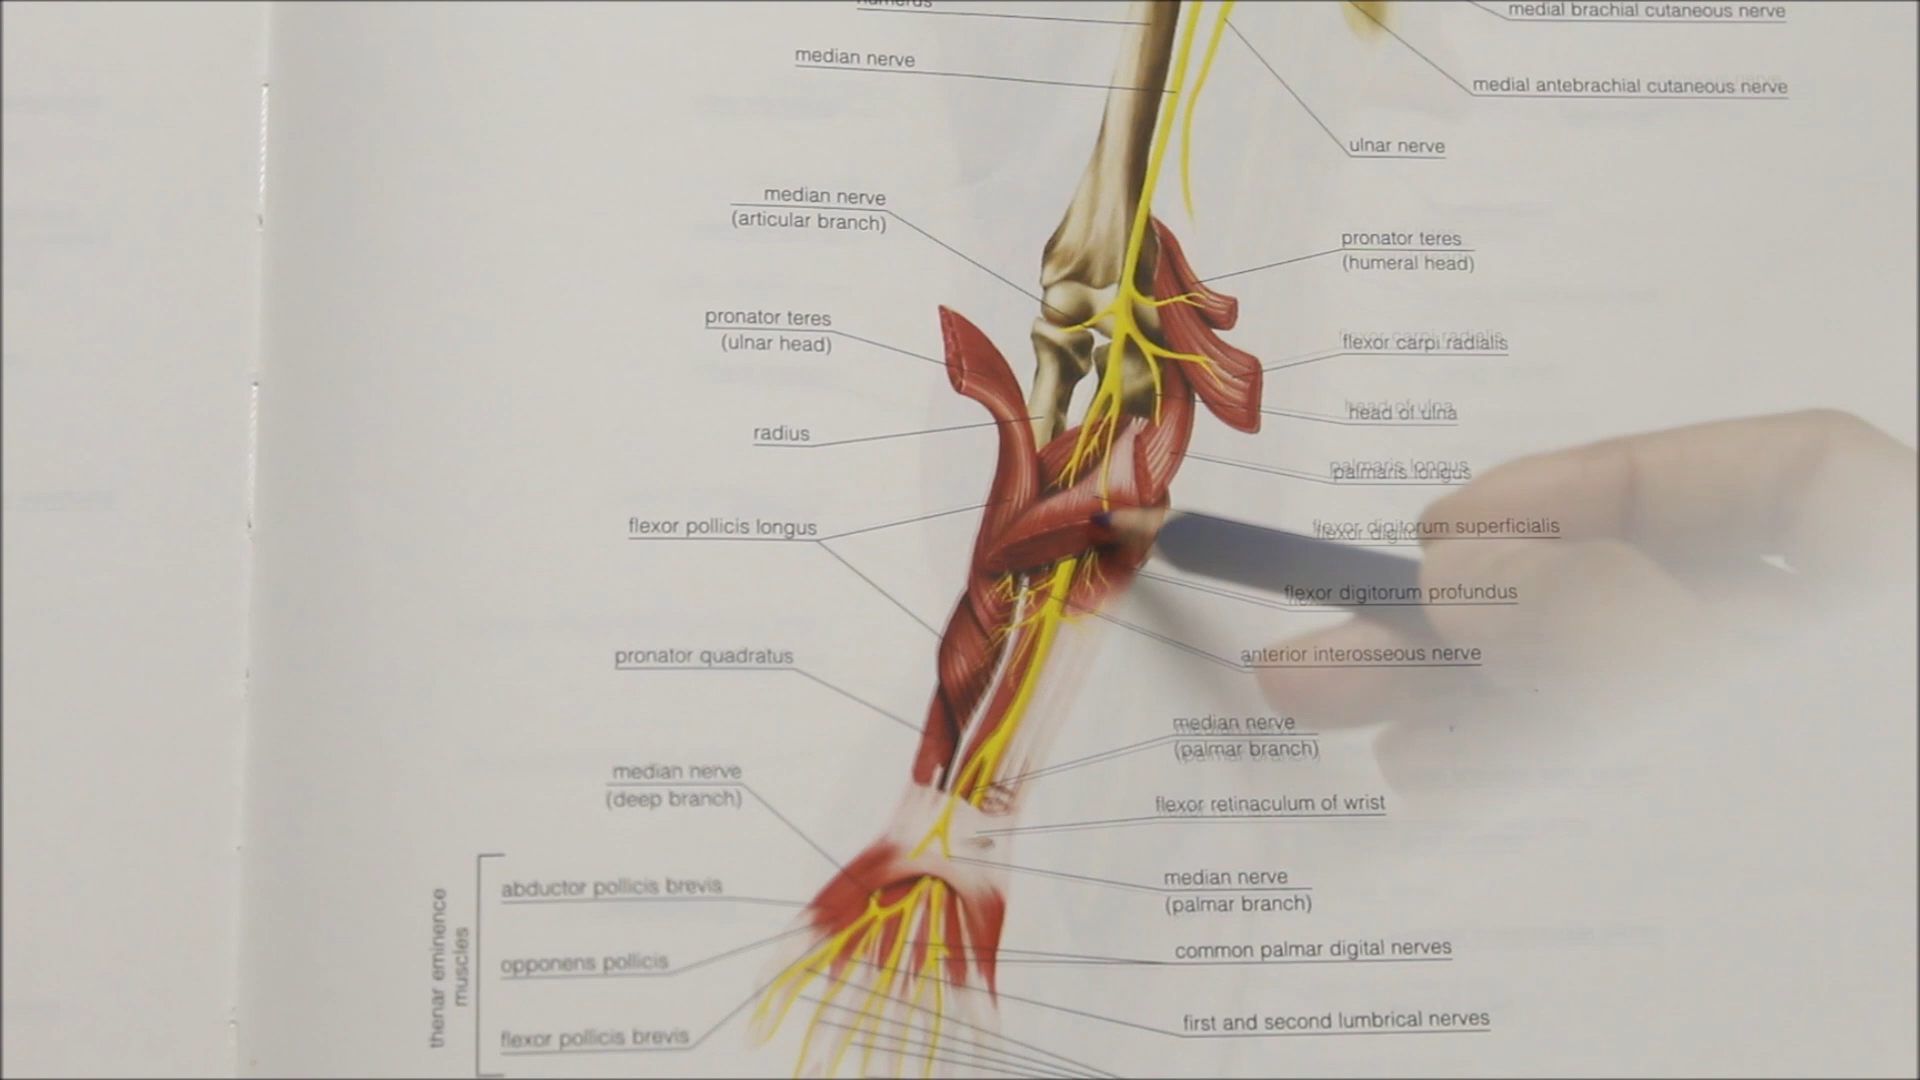 humerus
median nerve
median nerve
(articular branch)
pronator teres
(ulnar head)
radius
flexor pollicis longus
pronator quadratus
median nerve
(deep branch)
thenar eminence
muscles
abductor pollicis brevis
opponens pollicis
flexor pollicis brevis
medial brachial cutaneous nerve
medial antebrachial cutaneous nerve
ulnar nerve
pronator teres
(humeral head)
flexor carpi radialis
head of ulna
palmaris longus
flexor digitorum superficialis
flexor digitorum profundus
anterior interosseous nerve
median nerve
(palmar branch)
flexor retinaculum of wrist
median nerve
(palmar branch)
common palmar digital nerves
first and second lumbrical nerves